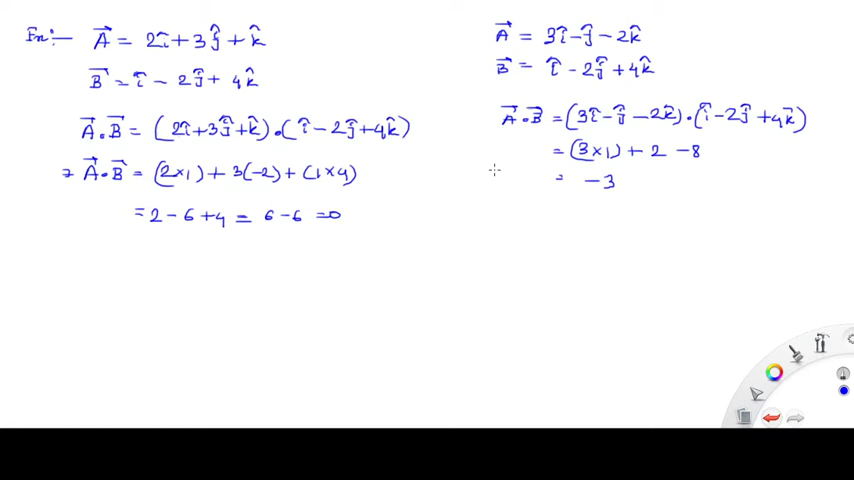 En:- A⃗ = 2î+3ĵ+k̂
B⃗ = î - 2ĵ + 4k̂
A⃗.B⃗ = (2î+3ĵ+k̂).(î-2ĵ+4k̂)
⇒ A⃗.B⃗ = (2×1) + 3(-2) + (1×4)
= 2 - 6 + 4 = 6 - 6 = 0
A⃗ = 3î - ĵ - 2k̂
B⃗ = î - 2ĵ + 4k̂
A⃗.B⃗ = (3î - ĵ - 2k̂).(î - 2ĵ + 4k̂)
= (3×1) + 2 - 8
= -3